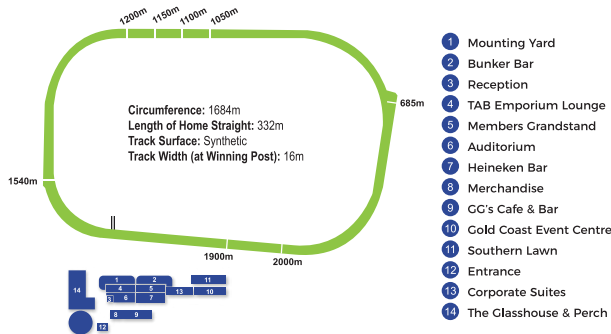 1200m
1150m
1100m
1050m
685m
Circumference: 1684m
Length of Home Straight: 332m
Track Surface: Synthetic
Track Width (at Winning Post): 16m
1540m
1900m
2000m
1 Mounting Yard
2 Bunker Bar
3 Reception
4 TAB Emporium Lounge
5 Members Grandstand
6 Auditorium
7 Heineken Bar
8 Merchandise
9 GG's Cafe & Bar
10 Gold Coast Event Centre
11 Southern Lawn
12 Entrance
13 Corporate Suites
14 The Glasshouse & Perch
1 2 11
14 4 5 13 10
3 6 7
8 9
12